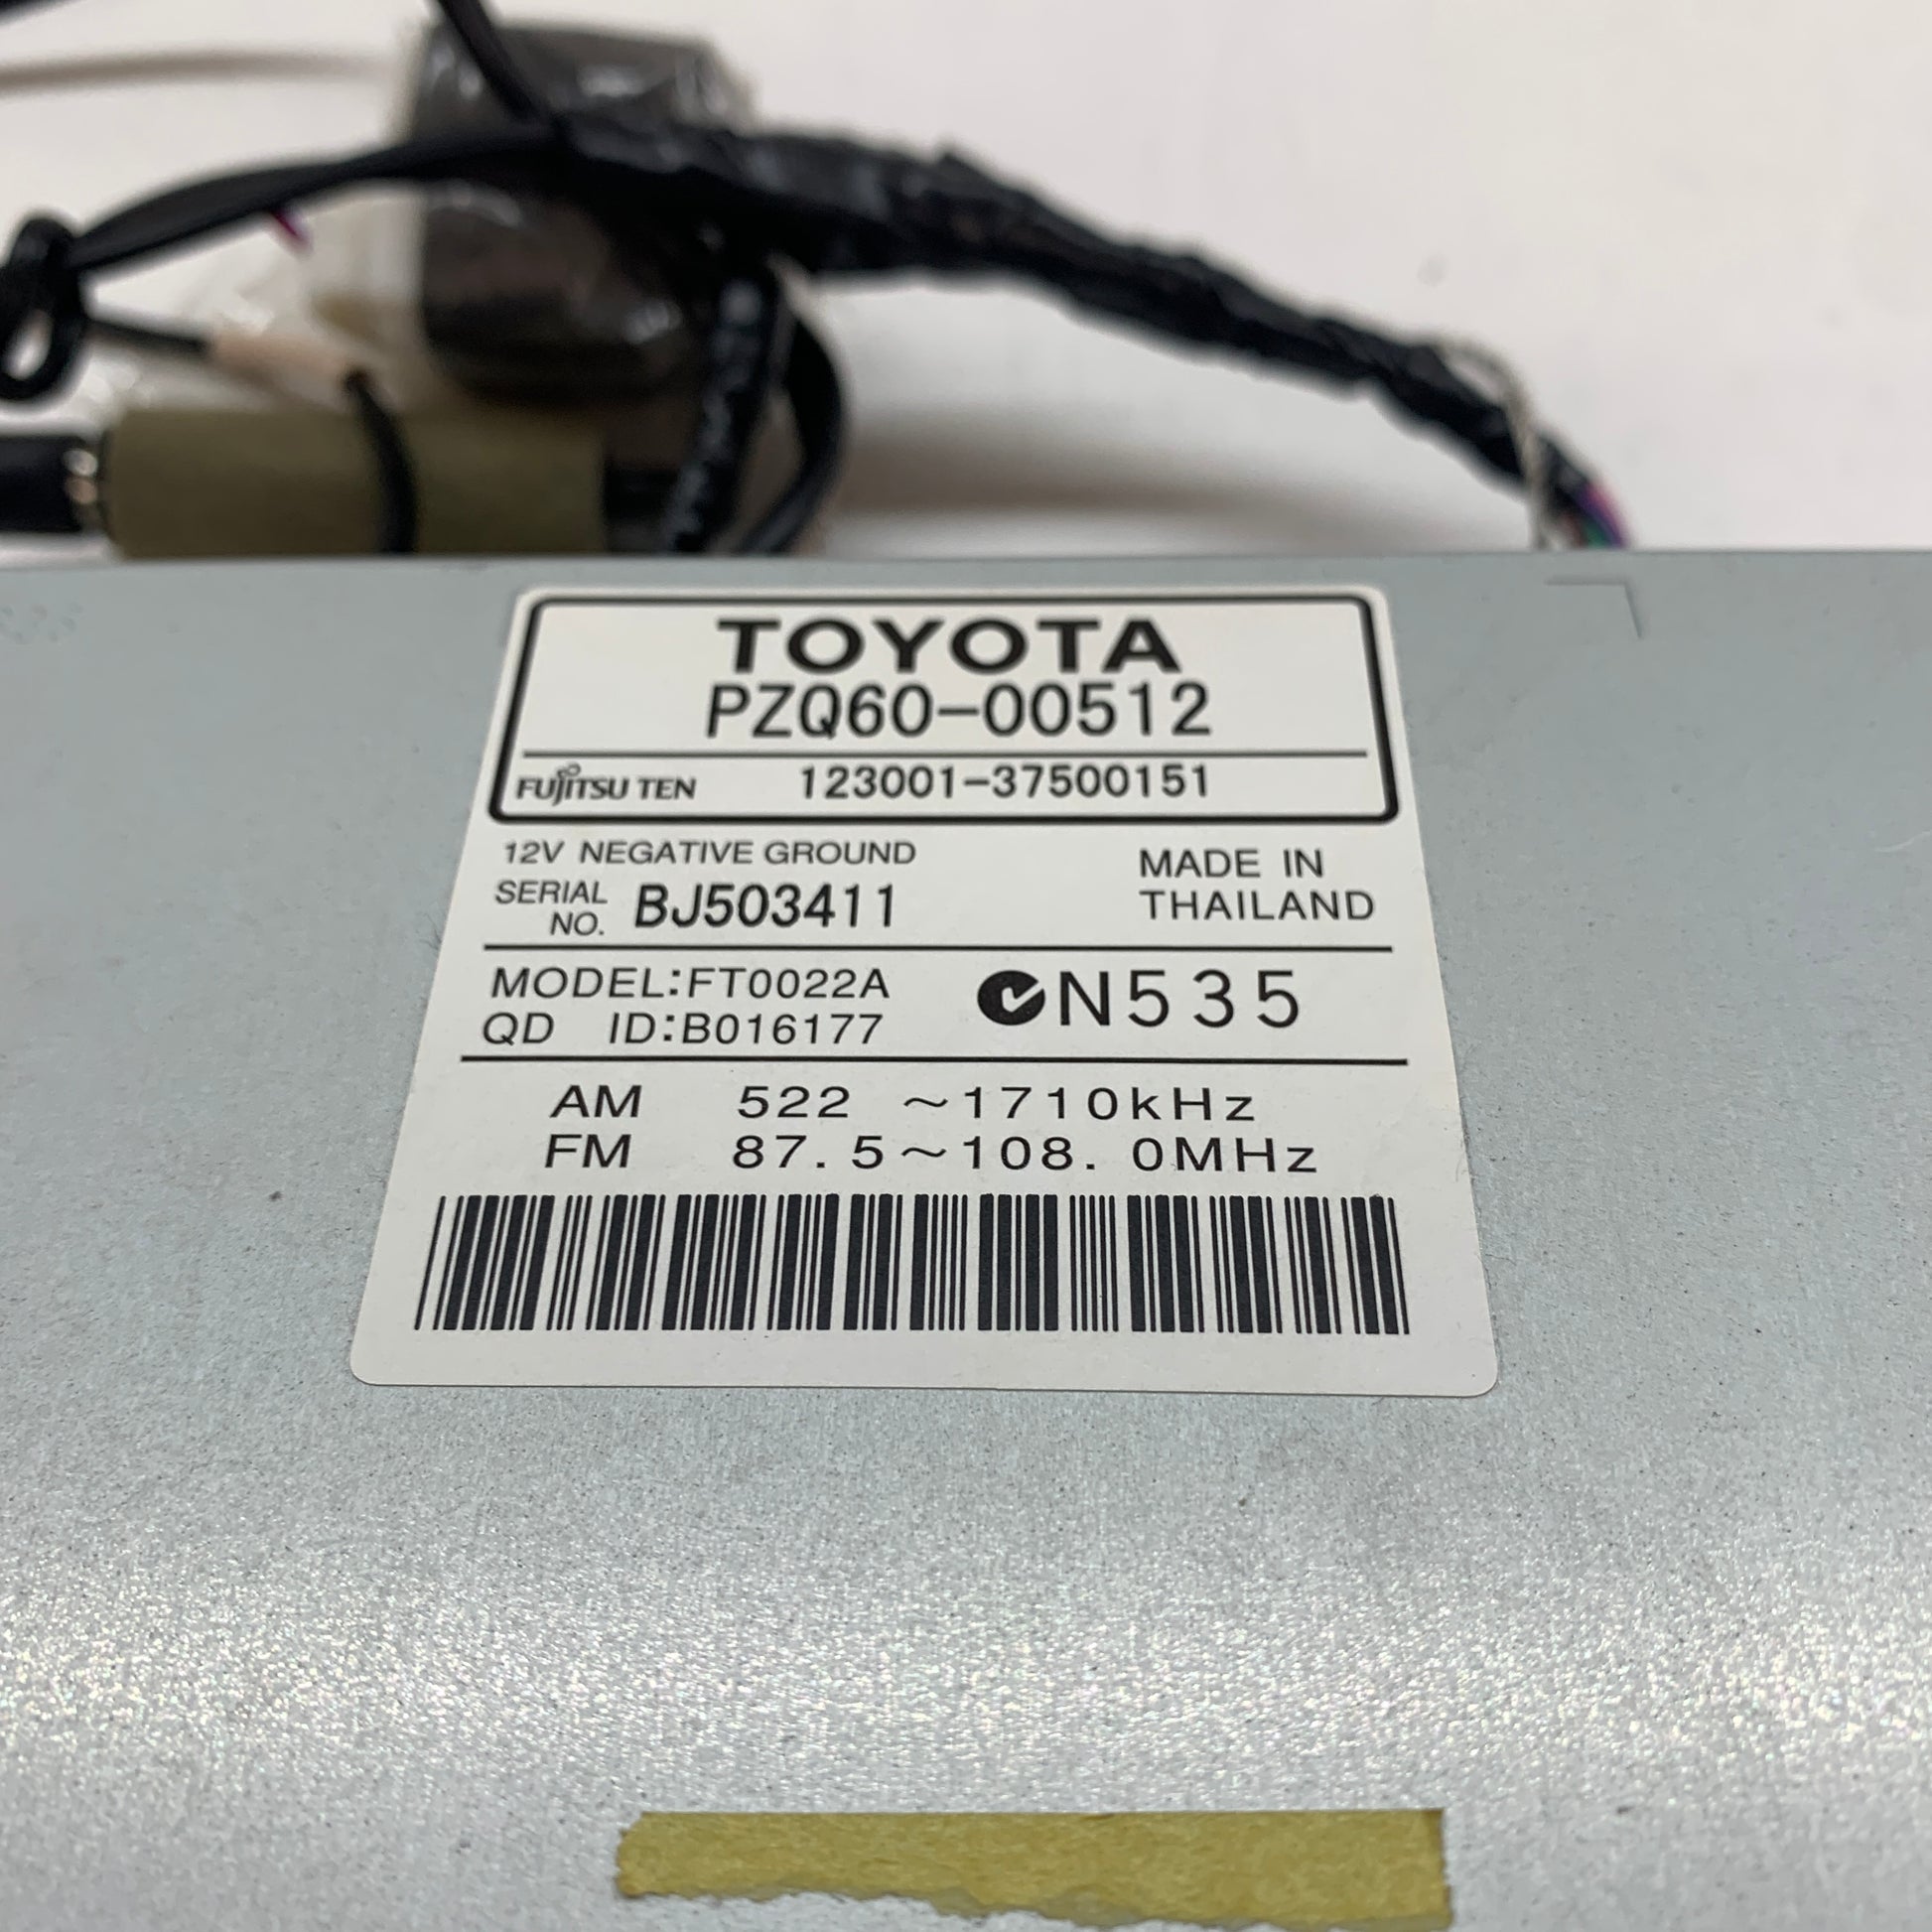 TOYOTA
PZQ60-00512
FUJITSU TEN 123001-37500151
12V NEGATIVE GROUND
SERIAL NO. BJ503411
MADE IN
THAILAND
MODEL:FT0022A
QD ID:B016177
N535
AM 522 ~1710kHz
FM 87.5~108.0MHz